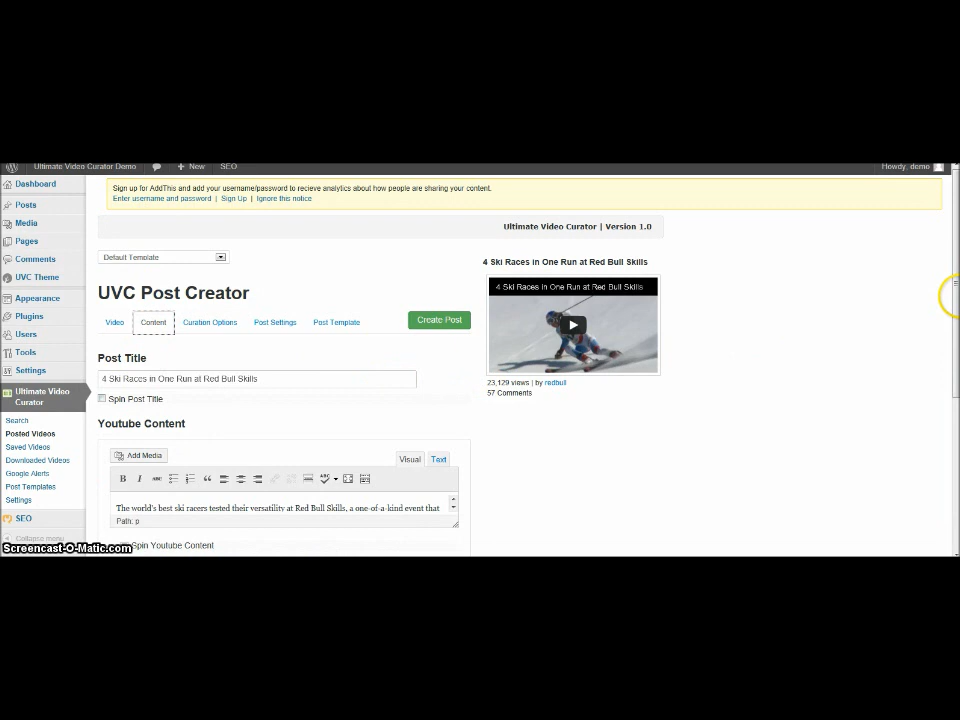 Ultimate Video Curator Demo + New SEO Howdy, demo
Dashboard
Posts
Media
Pages
Comments
UVC Theme
Appearance
Plugins
Users
Tools
Settings
Ultimate Video
Curator
Search
Posted Videos
Saved Videos
Downloaded Videos
Google Alerts
Post Templates
Settings
SEO
Collapse menu
Screencast-O-Matic.com
Sign up for AddThis and add your username/password to recieve analytics about how people are sharing your content.
Enter username and password | Sign Up | Ignore this notice
Ultimate Video Curator | Version 1.0
Default Template
UVC Post Creator
Video Content Curation Options Post Settings Post Template Create Post
Post Title
4 Ski Races in One Run at Red Bull Skills
Spin Post Title
Youtube Content
Add Media
Visual Text
B I ABC “ ABC
The world's best ski racers tested their versatility at Red Bull Skills, a one-of-a-kind event that
Path: p
Spin Youtube Content
4 Ski Races in One Run at Red Bull Skills
4 Ski Races in One Run at Red Bull Skills
23,129 views | by redbull
57 Comments